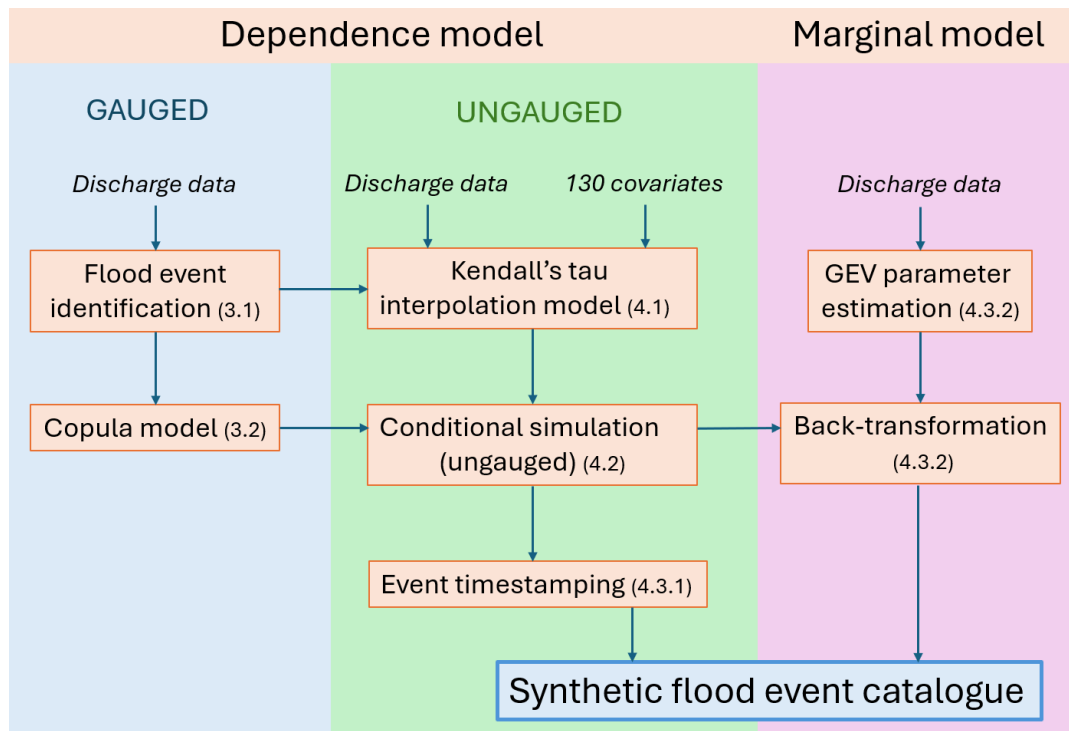 Dependence model
Marginal model
GAUGED
UNGAUGED
Discharge data
Discharge data
130 covariates
Discharge data
Flood event
identification (3.1)
Kendall’s tau
interpolation model (4.1)
GEV parameter
estimation (4.3.2)
Copula model (3.2)
Conditional simulation
(ungauged) (4.2)
Back-transformation
(4.3.2)
Event timestamping (4.3.1)
Synthetic flood event catalogue